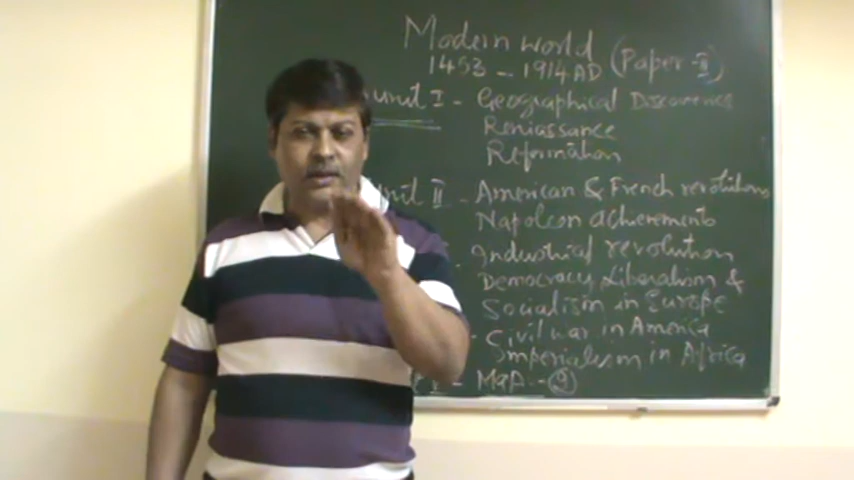 Modern world
1453 - 1914 AD (Paper - II)
unit I - Geographical Discoveries
Reniassance
Reformation
unit II - American & French revolutions
Napoleon achievements
- Industrial revolution
Democracy, Liberalism &
Socialism in Europe
- Civil war in America
Imperialism in Africa
I - Map - 9